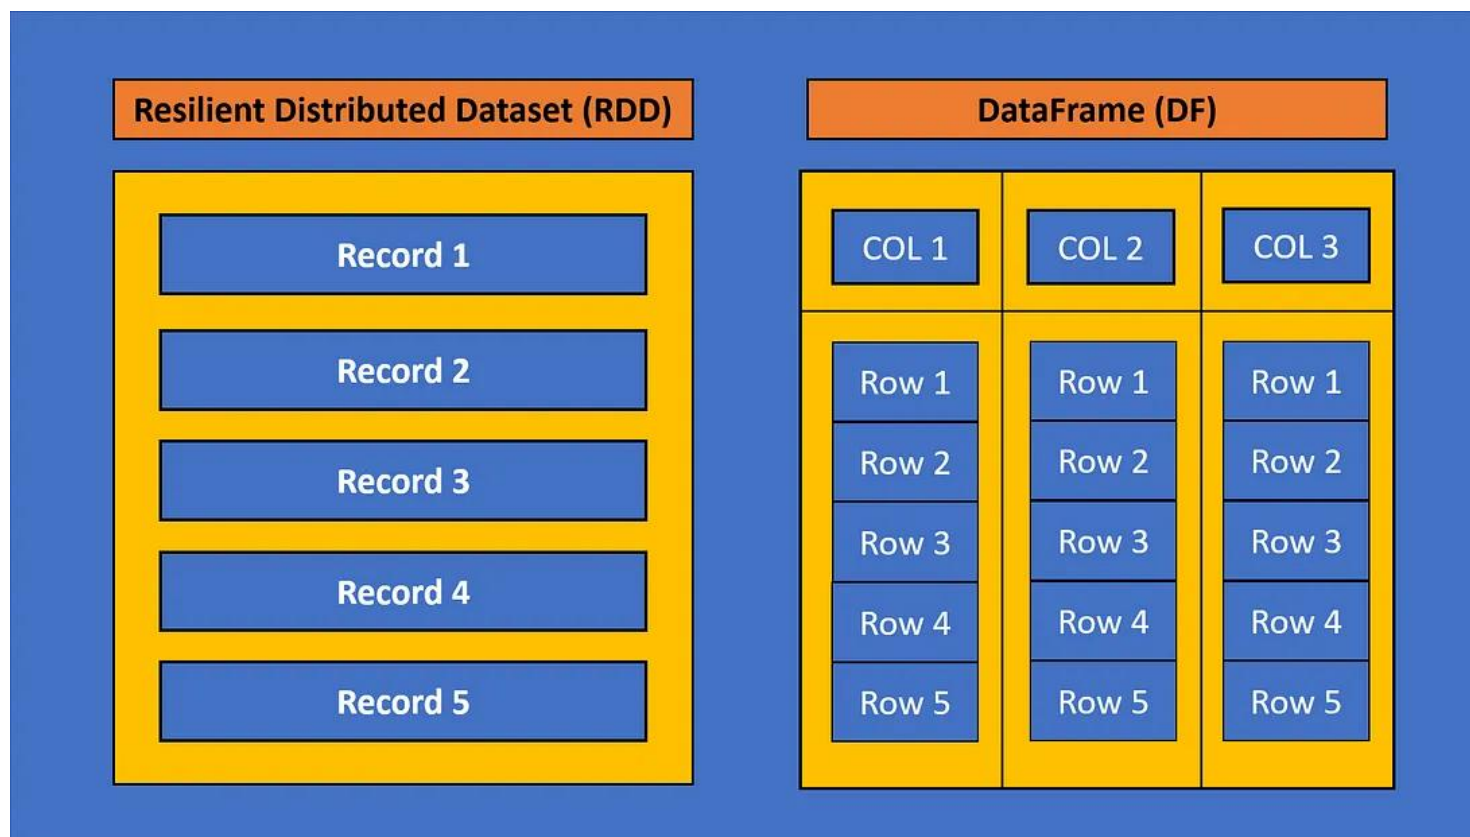 Resilient Distributed Dataset (RDD)
Record 1
Record 2
Record 3
Record 4
Record 5
DataFrame (DF)
COL 1 COL 2 COL 3
Row 1 Row 1 Row 1
Row 2 Row 2 Row 2
Row 3 Row 3 Row 3
Row 4 Row 4 Row 4
Row 5 Row 5 Row 5